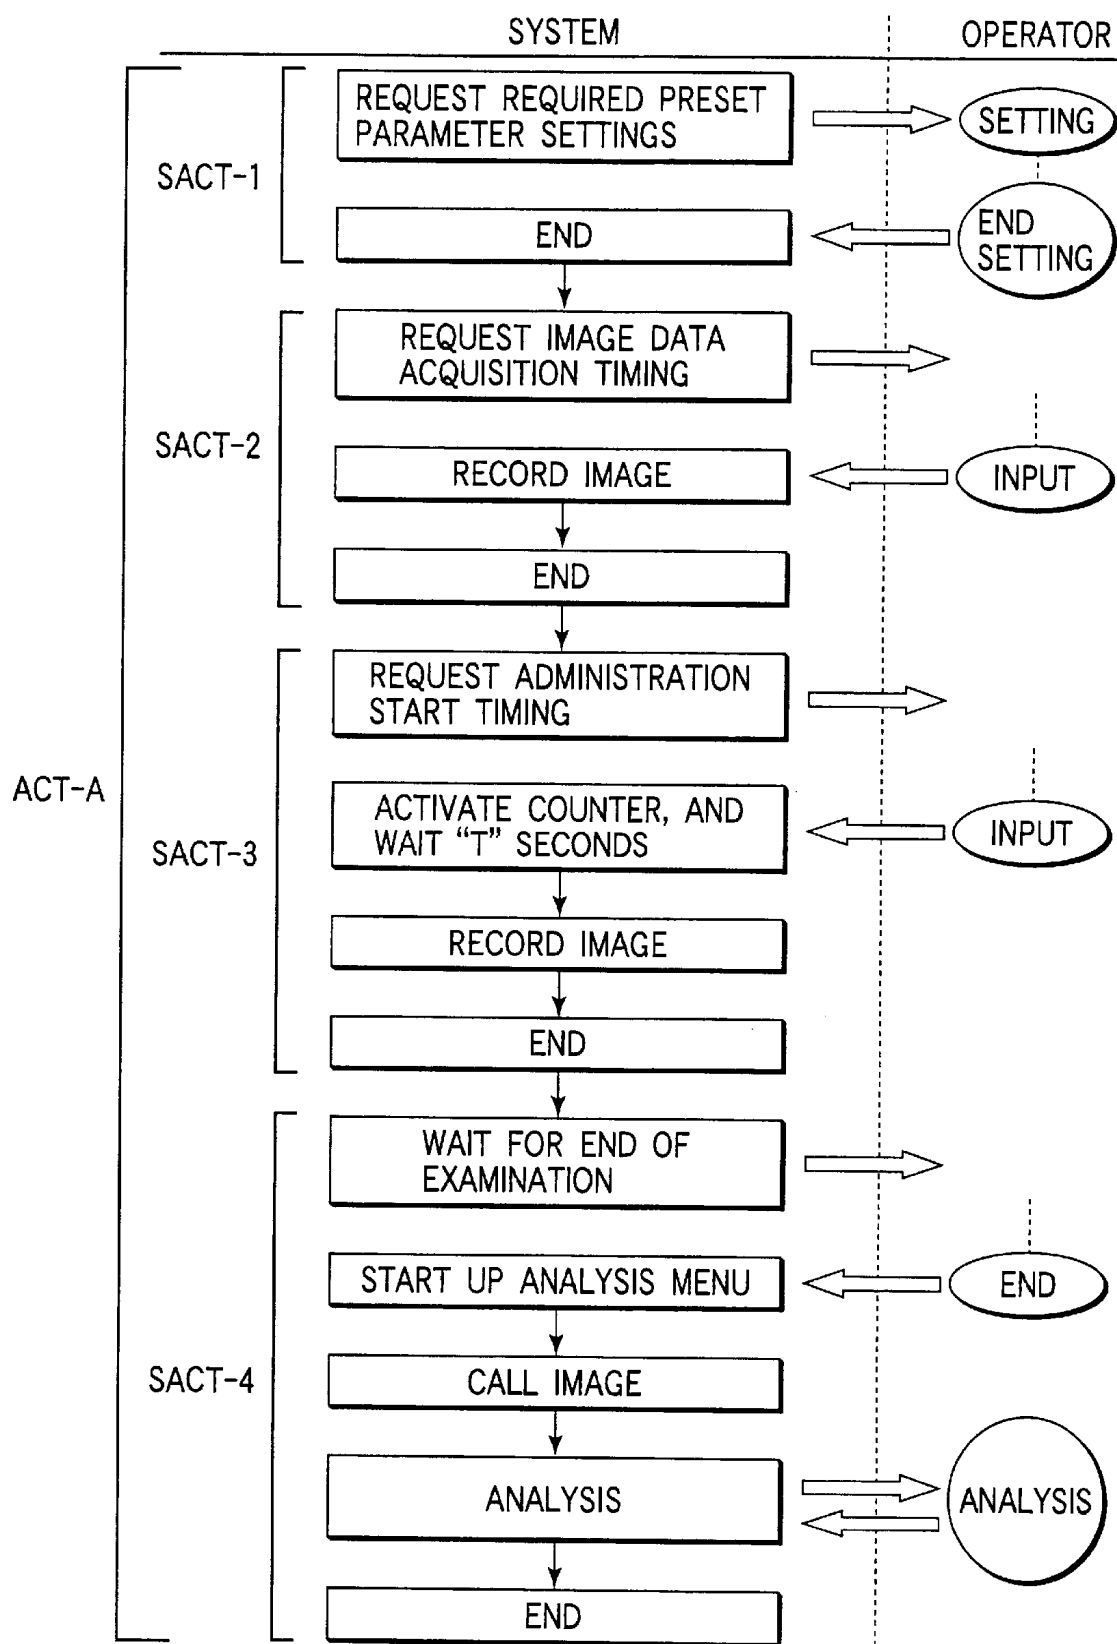 SYSTEM
OPERATOR
REQUEST REQUIRED PRESET
PARAMETER SETTINGS
SETTING
SACT-1
END
END
SETTING
REQUEST IMAGE DATA
ACQUISITION TIMING
SACT-2
RECORD IMAGE
INPUT
END
REQUEST ADMINISTRATION
START TIMING
ACT-A
ACTIVATE COUNTER, AND
WAIT “T” SECONDS
INPUT
SACT-3
RECORD IMAGE
END
WAIT FOR END OF
EXAMINATION
START UP ANALYSIS MENU
END
SACT-4
CALL IMAGE
ANALYSIS
ANALYSIS
END